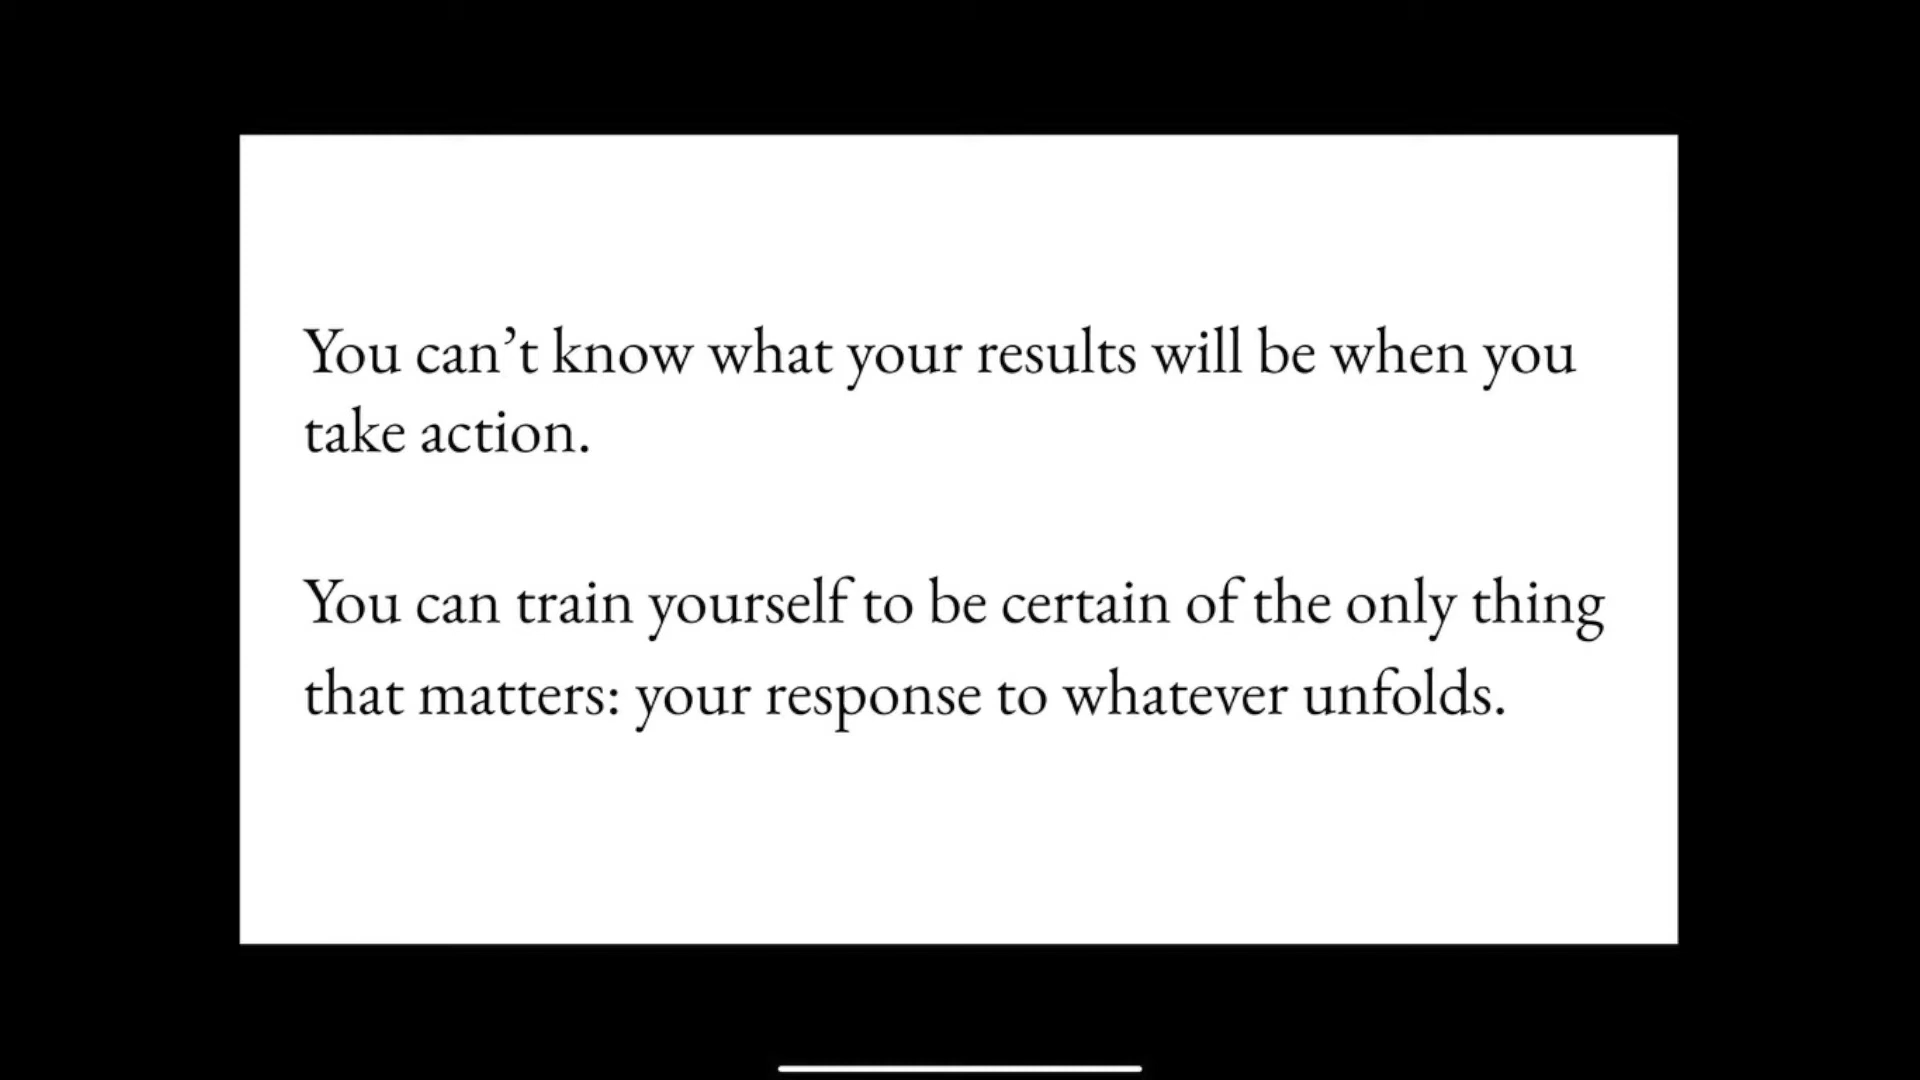 You can’t know what your results will be when you
take action.
You can train yourself to be certain of the only thing
that matters: your response to whatever unfolds.